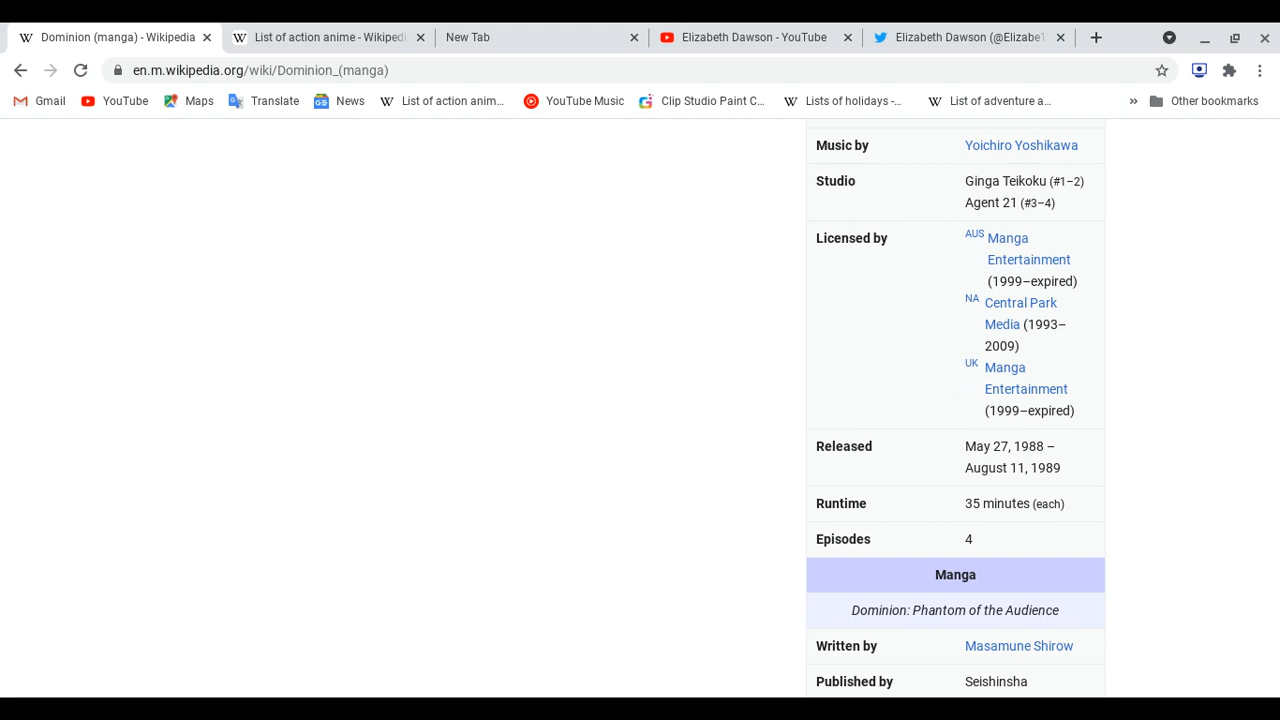 Dominion (manga) - Wikipedia
List of action anime - Wikipedi
New Tab
Elizabeth Dawson - YouTube
Elizabeth Dawson (@Elizabe
en.m.wikipedia.org/wiki/Dominion_(manga)
Gmail
YouTube
Maps
Translate
News
List of action anim...
YouTube Music
Clip Studio Paint C...
Lists of holidays -...
List of adventure a...
»
Other bookmarks
Music by Yoichiro Yoshikawa
Studio Ginga Teikoku (#1–2)
Agent 21 (#3–4)
Licensed by AUS Manga
Entertainment
(1999–expired)
NA Central Park
Media (1993–
2009)
UK Manga
Entertainment
(1999–expired)
Released May 27, 1988 –
August 11, 1989
Runtime 35 minutes (each)
Episodes 4
Manga
Dominion: Phantom of the Audience
Written by Masamune Shirow
Published by Seishinsha